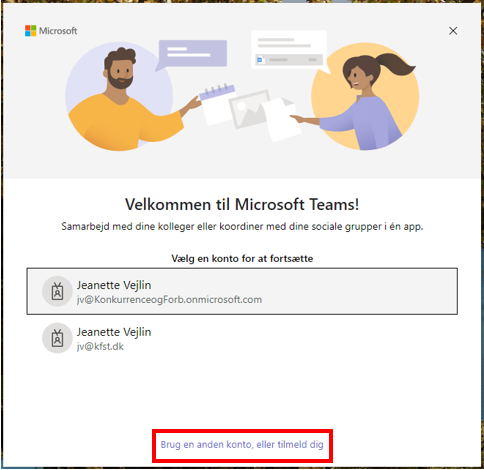 Microsoft
Velkommen til Microsoft Teams!
Samarbejd med dine kolleger eller koordiner med dine sociale grupper i én app.
Vælg en konto for at fortsætte
Jeanette Vejlin
jv@KonkurrenceogForb.onmicrosoft.com
Jeanette Vejlin
jv@kfst.dk
Brug en anden konto, eller tilmeld dig